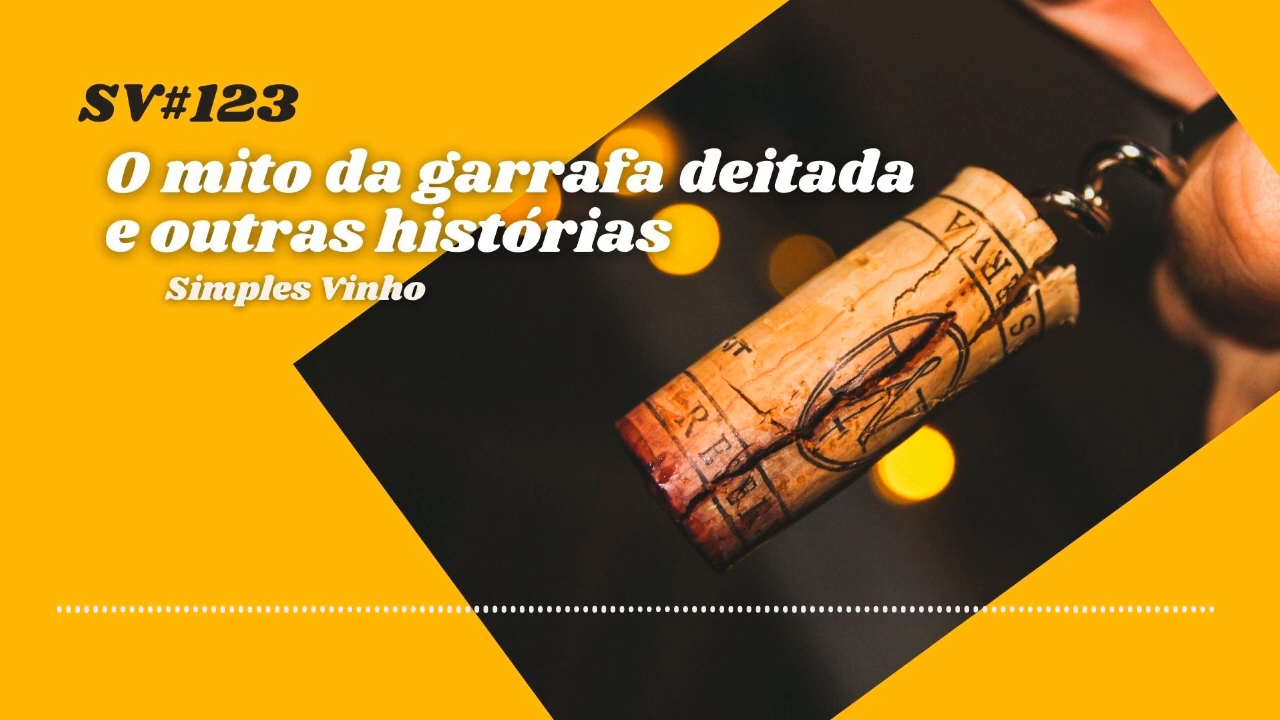 SV#123
O mito da garrafa deitada
e outras histórias
Simples Vinho